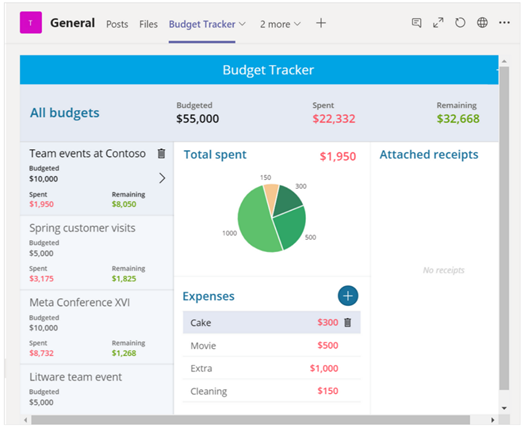 T General Posts Files Budget Tracker 2 more
Budget Tracker
All budgets
Budgeted Spent Remaining
$55,000 $22,332 $32,668
Team events at Contoso
Budgeted
$10,000
Spent Remaining
$1,950 $8,050
Spring customer visits
Budgeted
$5,000
Spent Remaining
$3,175 $1,825
Meta Conference XVI
Budgeted
$10,000
Spent Remaining
$8,732 $1,268
Litware team event
Budgeted
$5,000
Total spent $1,950
150
300
1000
500
Expenses
Cake $300
Movie $500
Extra $1,000
Cleaning $150
Attached receipts
No receipts